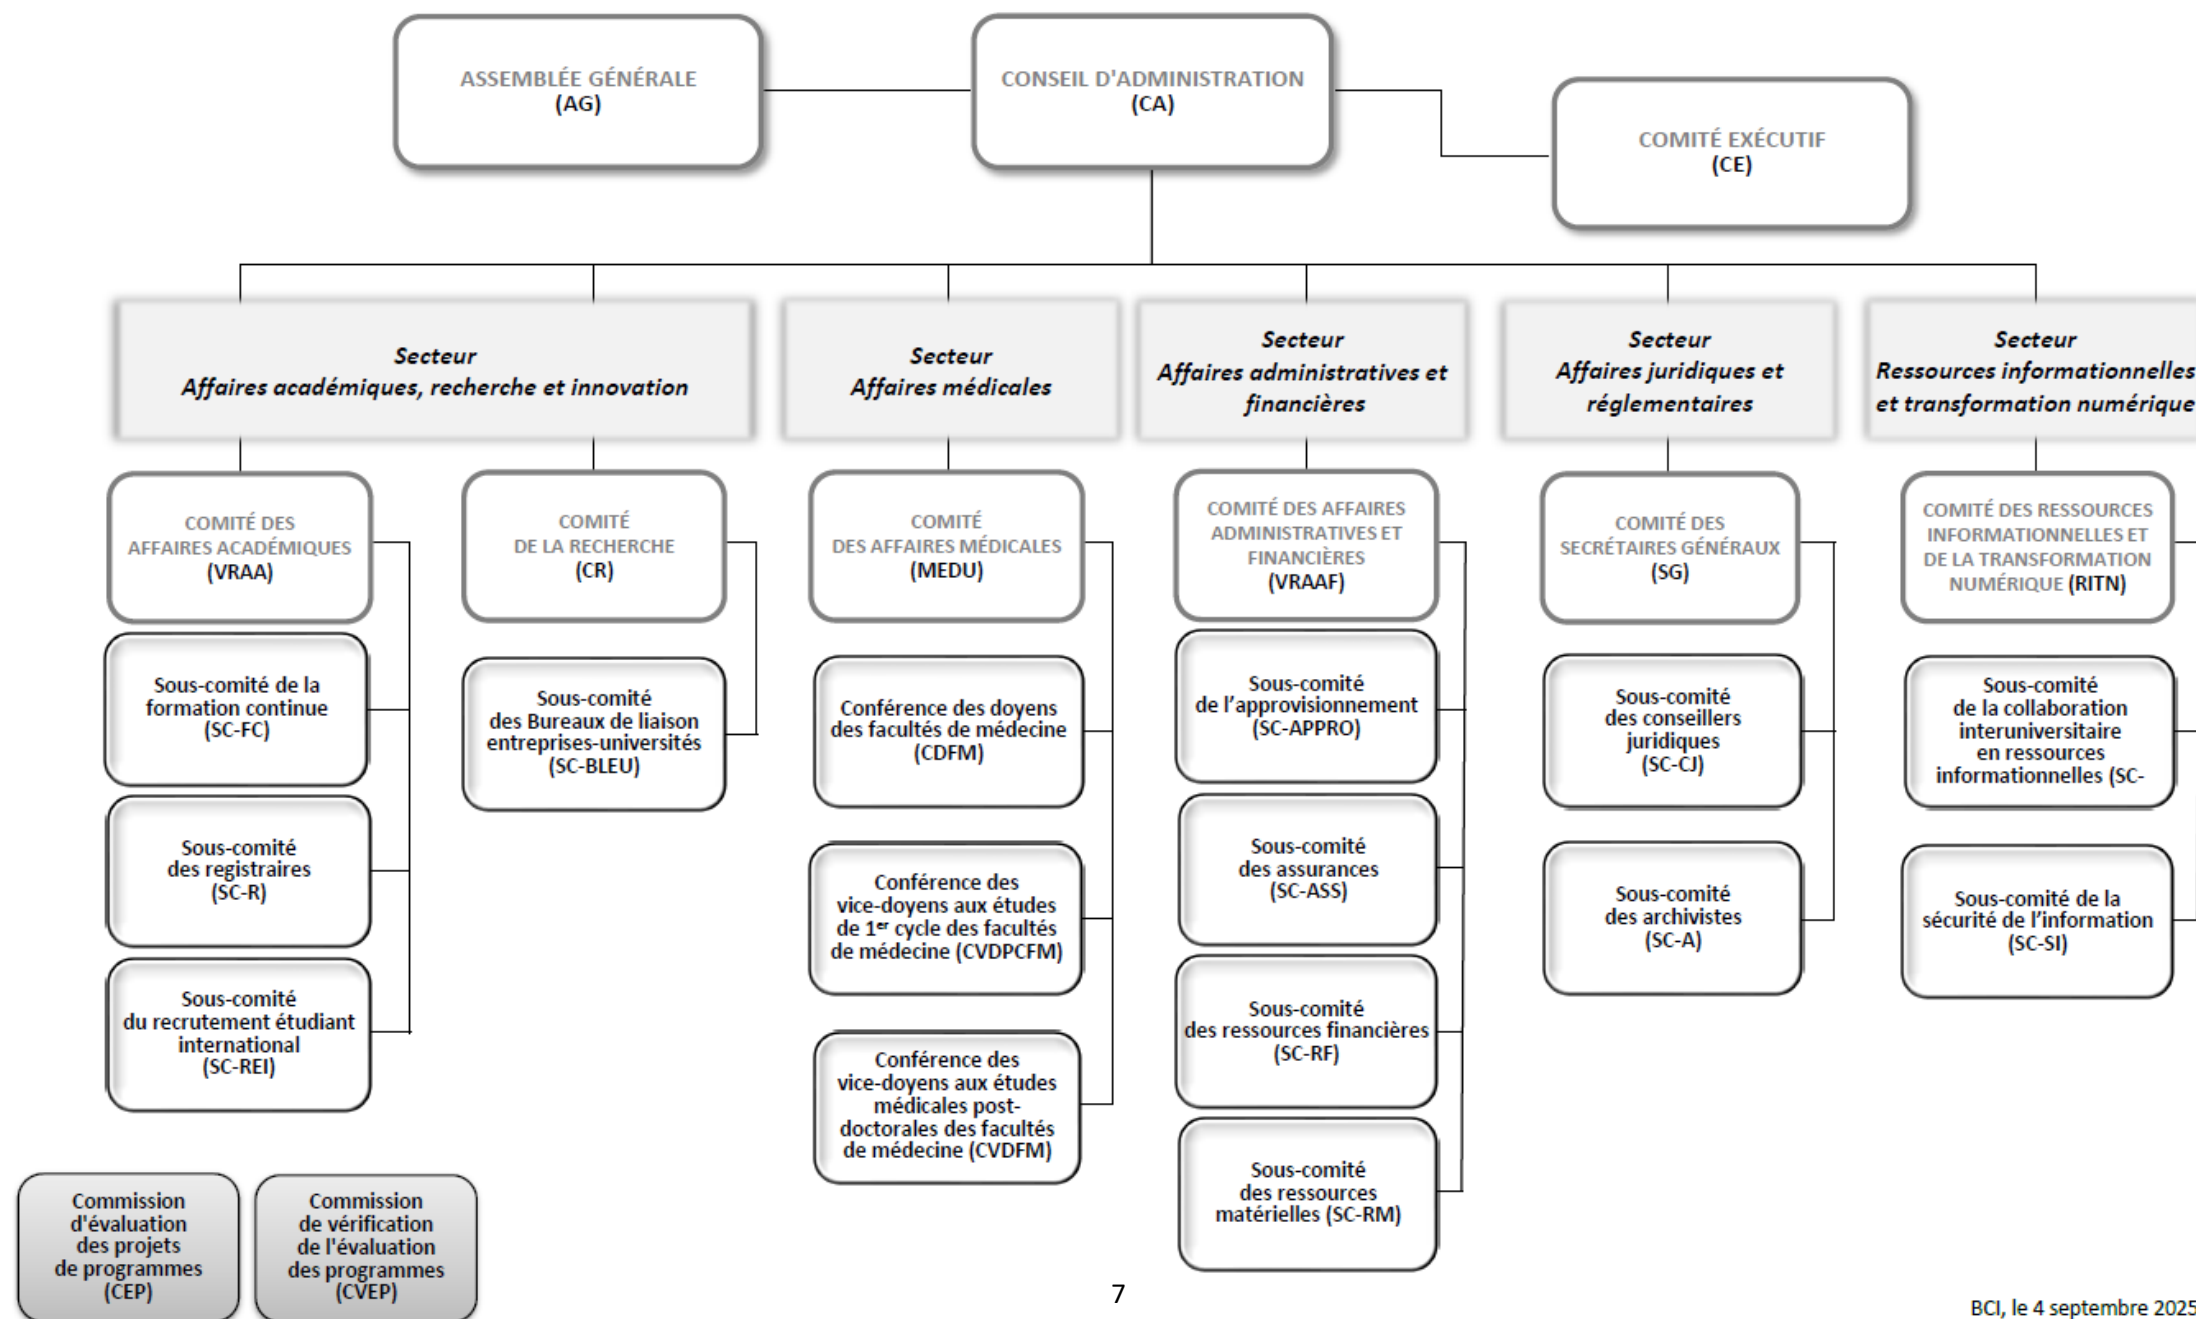 ASSEMBLÉE GÉNÉRALE
(AG)
CONSEIL D'ADMINISTRATION
(CA)
COMITÉ EXÉCUTIF
(CE)
Secteur
Affaires académiques, recherche et innovation
Secteur
Affaires médicales
Secteur
Affaires administratives et
financières
Secteur
Affaires juridiques et
réglementaires
Secteur
Ressources informationnelles
et transformation numérique
COMITÉ DES
AFFAIRES ACADÉMIQUES
(VRAA)
Sous-comité de la
formation continue
(SC-FC)
Sous-comité
des registraires
(SC-R)
Sous-comité
du recrutement étudiant
international
(SC-REI)
COMITÉ
DE LA RECHERCHE
(CR)
Sous-comité
des Bureaux de liaison
entreprises-universités
(SC-BLEU)
COMITÉ
DES AFFAIRES MÉDICALES
(MEDU)
Conférence des doyens
des facultés de médecine
(CDFM)
Conférence des
vice-doyens aux études
de 1er cycle des facultés
de médecine (CVDPCFM)
Conférence des
vice-doyens aux études
médicales post-
doctorales des facultés
de médecine (CVDFM)
COMITÉ DES AFFAIRES
ADMINISTRATIVES ET
FINANCIÈRES
(VRAAF)
Sous-comité
de l’approvisionnement
(SC-APPRO)
Sous-comité
des assurances
(SC-ASS)
Sous-comité
des ressources financières
(SC-RF)
Sous-comité
des ressources
matérielles (SC-RM)
COMITÉ DES
SECRÉTAIRES GÉNÉRAUX
(SG)
Sous-comité
des conseillers
juridiques
(SC-CJ)
Sous-comité
des archivistes
(SC-A)
COMITÉ DES RESSOURCES
INFORMATIONNELLES ET
DE LA TRANSFORMATION
NUMÉRIQUE (RITN)
Sous-comité
de la collaboration
interuniversitaire
en ressources
informationnelles (SC-
Sous-comité de la
sécurité de l’information
(SC-SI)
Commission
d'évaluation
des projets
de programmes
(CEP)
Commission
de vérification
de l'évaluation
des programmes
(CVEP)
7
BCI, le 4 septembre 2025